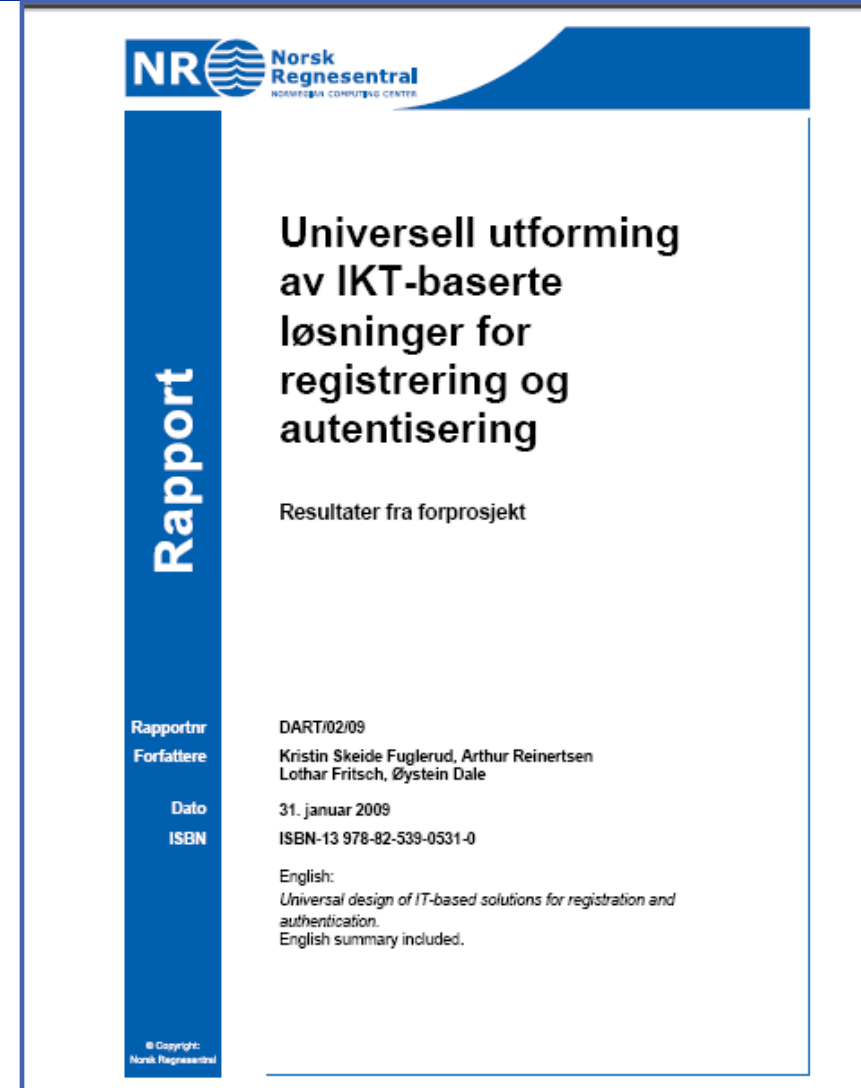 NR
Norsk
Regnesentral
NORWEGIAN COMPUTING CENTER
Rapport
Universell utforming
av IKT-baserte
løsninger for
registrering og
autentisering
Resultater fra forprosjekt
Rapportnr DART/02/09
Forfattere Kristin Skeide Fuglerud, Arthur Reinertsen
Lothar Fritsch, Øystein Dale
Dato 31. januar 2009
ISBN ISBN-13 978-82-539-0531-0
English:
Universal design of IT-based solutions for registration and
authentication.
English summary included.
© Copyright:
Norsk Regnesentral